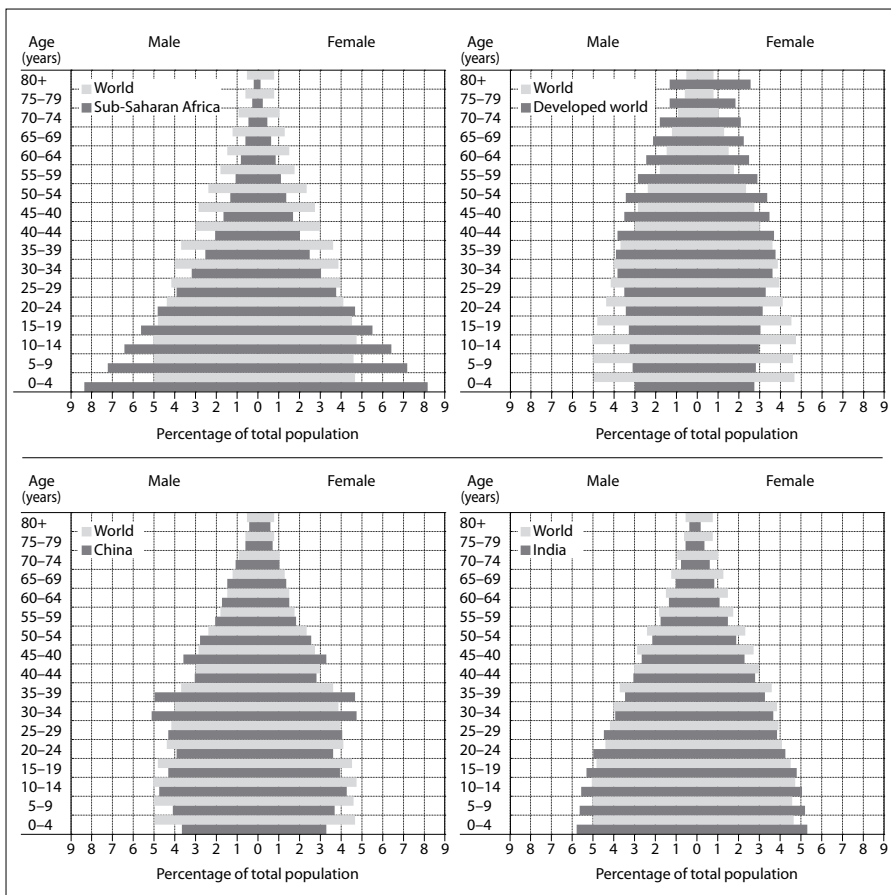 Age Male Female
(years)
World
Sub-Saharan Africa
80+
75–79
70–74
65–69
60–64
55–59
50–54
45–40
40–44
35–39
30–34
25–29
20–24
15–19
10–14
5–9
0–4
9 8 7 6 5 4 3 2 1 0 1 2 3 4 5 6 7 8 9
Percentage of total population
Age Male Female
(years)
World
Developed world
80+
75–79
70–74
65–69
60–64
55–59
50–54
45–40
40–44
35–39
30–34
25–29
20–24
15–19
10–14
5–9
0–4
9 8 7 6 5 4 3 2 1 0 1 2 3 4 5 6 7 8 9
Percentage of total population
Age Male Female
(years)
World
China
80+
75–79
70–74
65–69
60–64
55–59
50–54
45–40
40–44
35–39
30–34
25–29
20–24
15–19
10–14
5–9
0–4
9 8 7 6 5 4 3 2 1 0 1 2 3 4 5 6 7 8 9
Percentage of total population
Age Male Female
(years)
World
India
80+
75–79
70–74
65–69
60–64
55–59
50–54
45–40
40–44
35–39
30–34
25–29
20–24
15–19
10–14
5–9
0–4
9 8 7 6 5 4 3 2 1 0 1 2 3 4 5 6 7 8 9
Percentage of total population